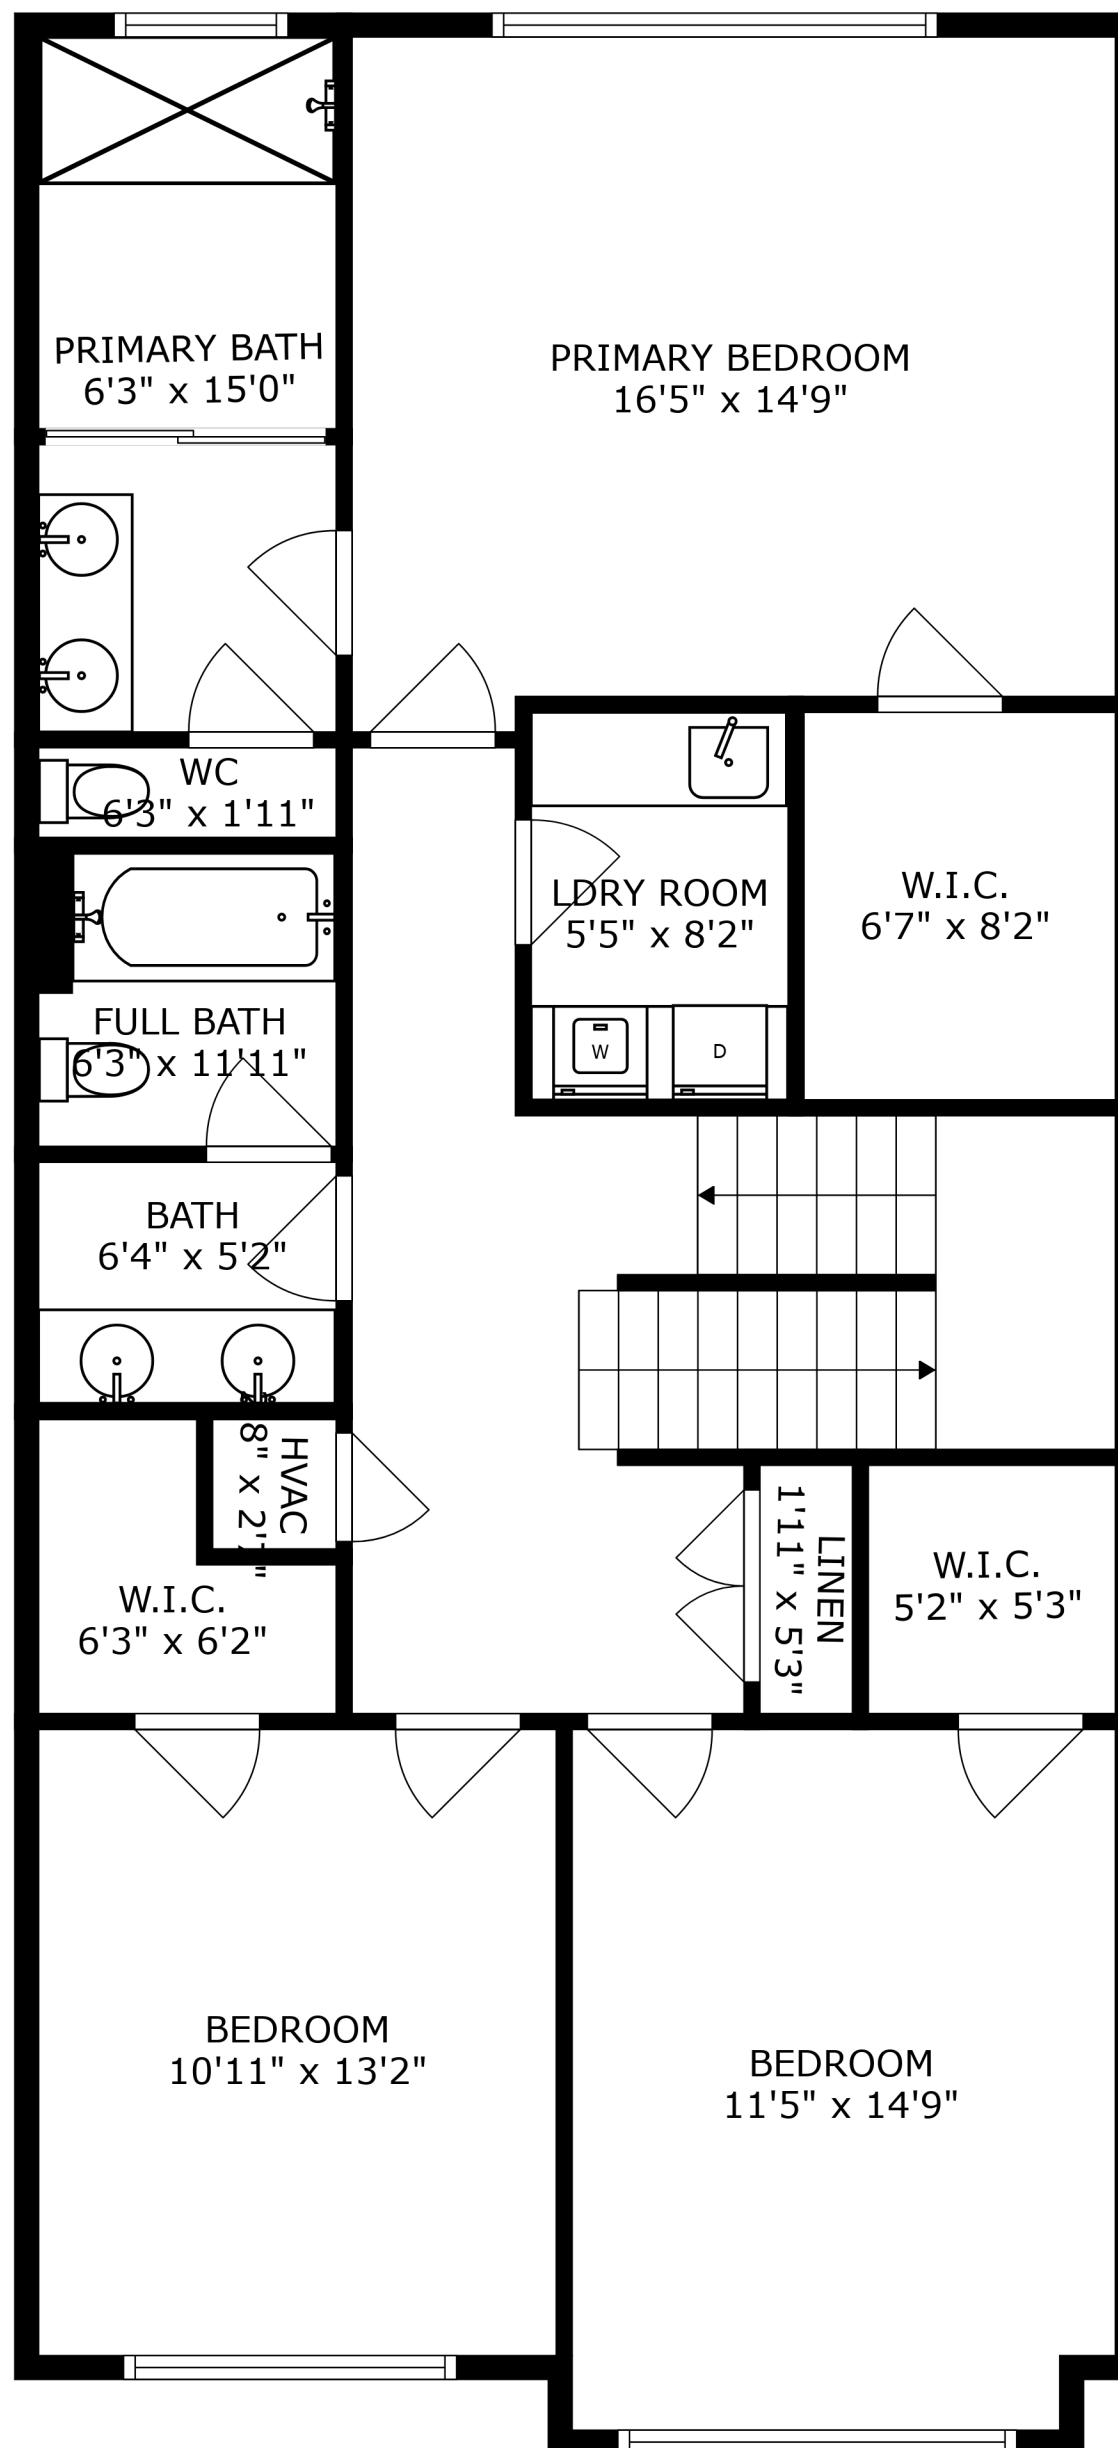 PRIMARY BATH
6'3" x 15'0"
PRIMARY BEDROOM
16'5" x 14'9"
WC
6'3" x 1'11"
LDRY ROOM
5'5" x 8'2"
W.I.C.
6'7" x 8'2"
FULL BATH
6'3" x 11'11"
W
D
BATH
6'4" x 5'2"
HVAC
8" x
LINEN
1'11" x 5'3"
W.I.C.
5'2" x 5'3"
W.I.C.
6'3" x 6'2"
BEDROOM
10'11" x 13'2"
BEDROOM
11'5" x 14'9"